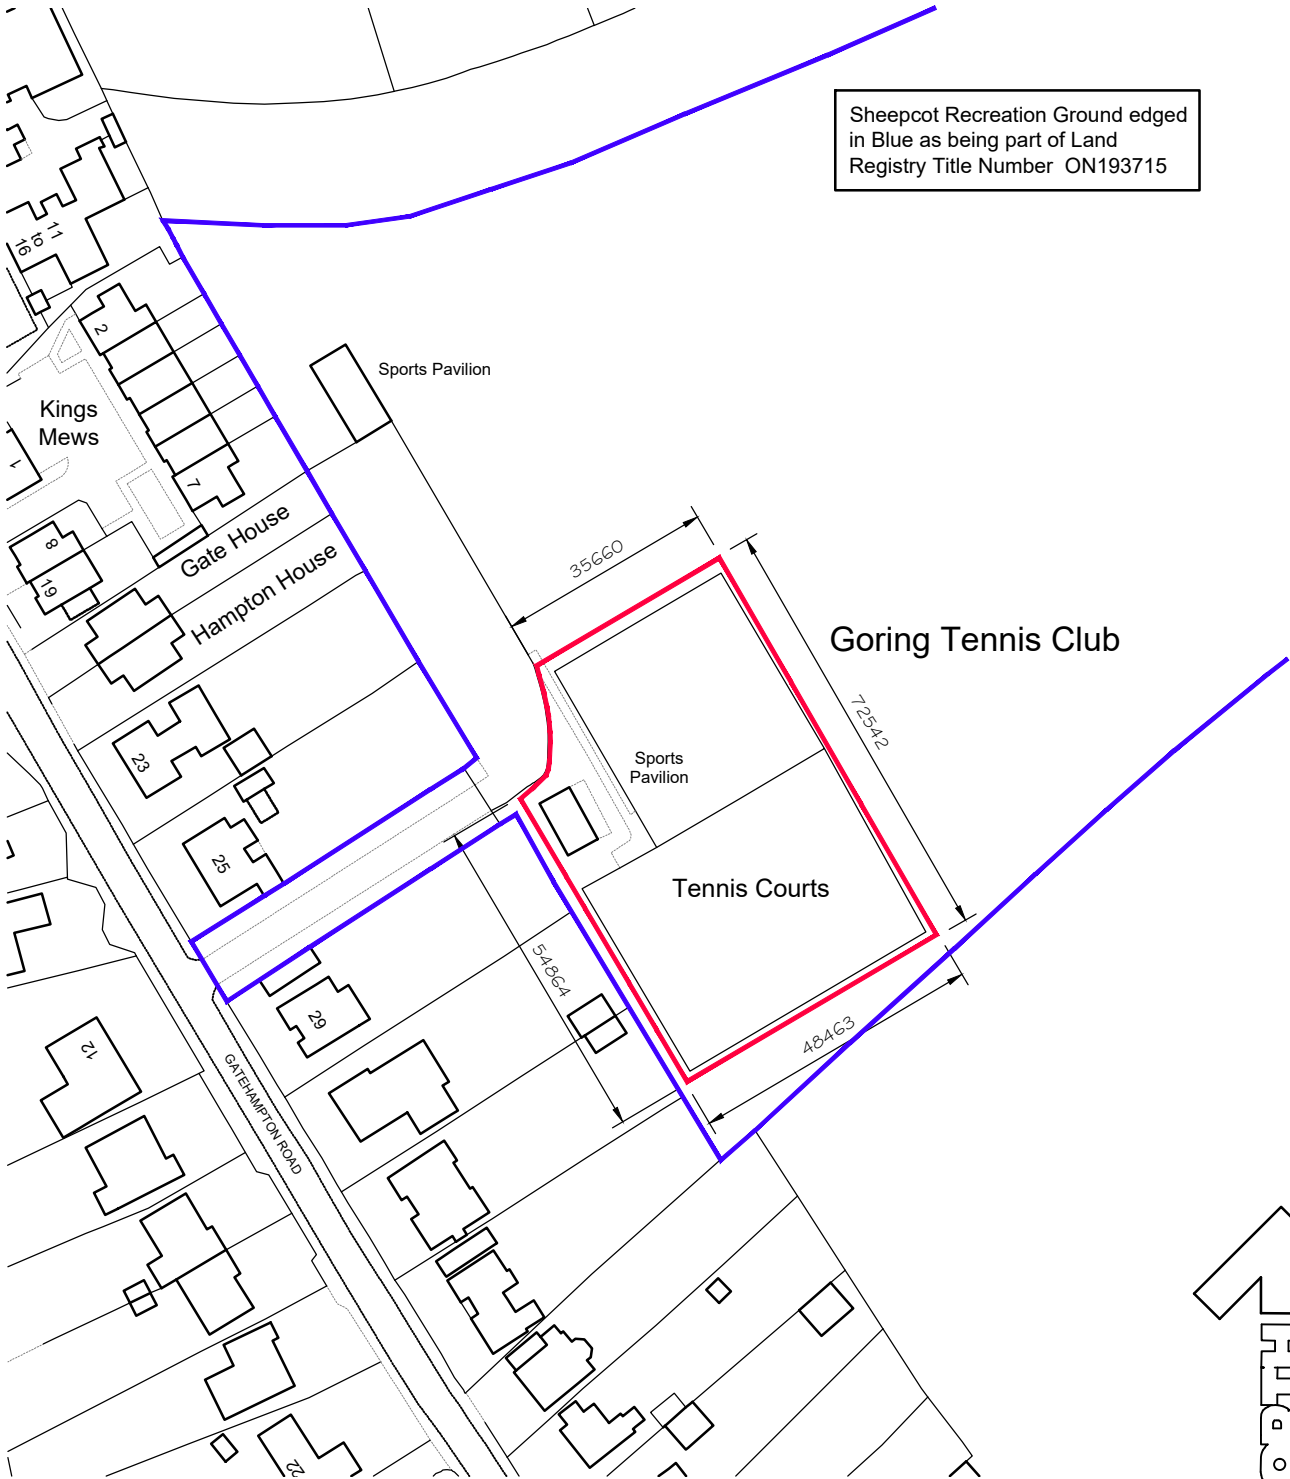 Sheepcot Recreation Ground edged
in Blue as being part of Land
Registry Title Number ON193715
11
to
16
2
Sports Pavilion
Kings
Mews
1
7
Gate House
8
19
Hampton House
35660
Goring Tennis Club
72542
23
Sports
Pavilion
25
Tennis Courts
54864
29
48463
12
GATEHAMPTON ROAD
22